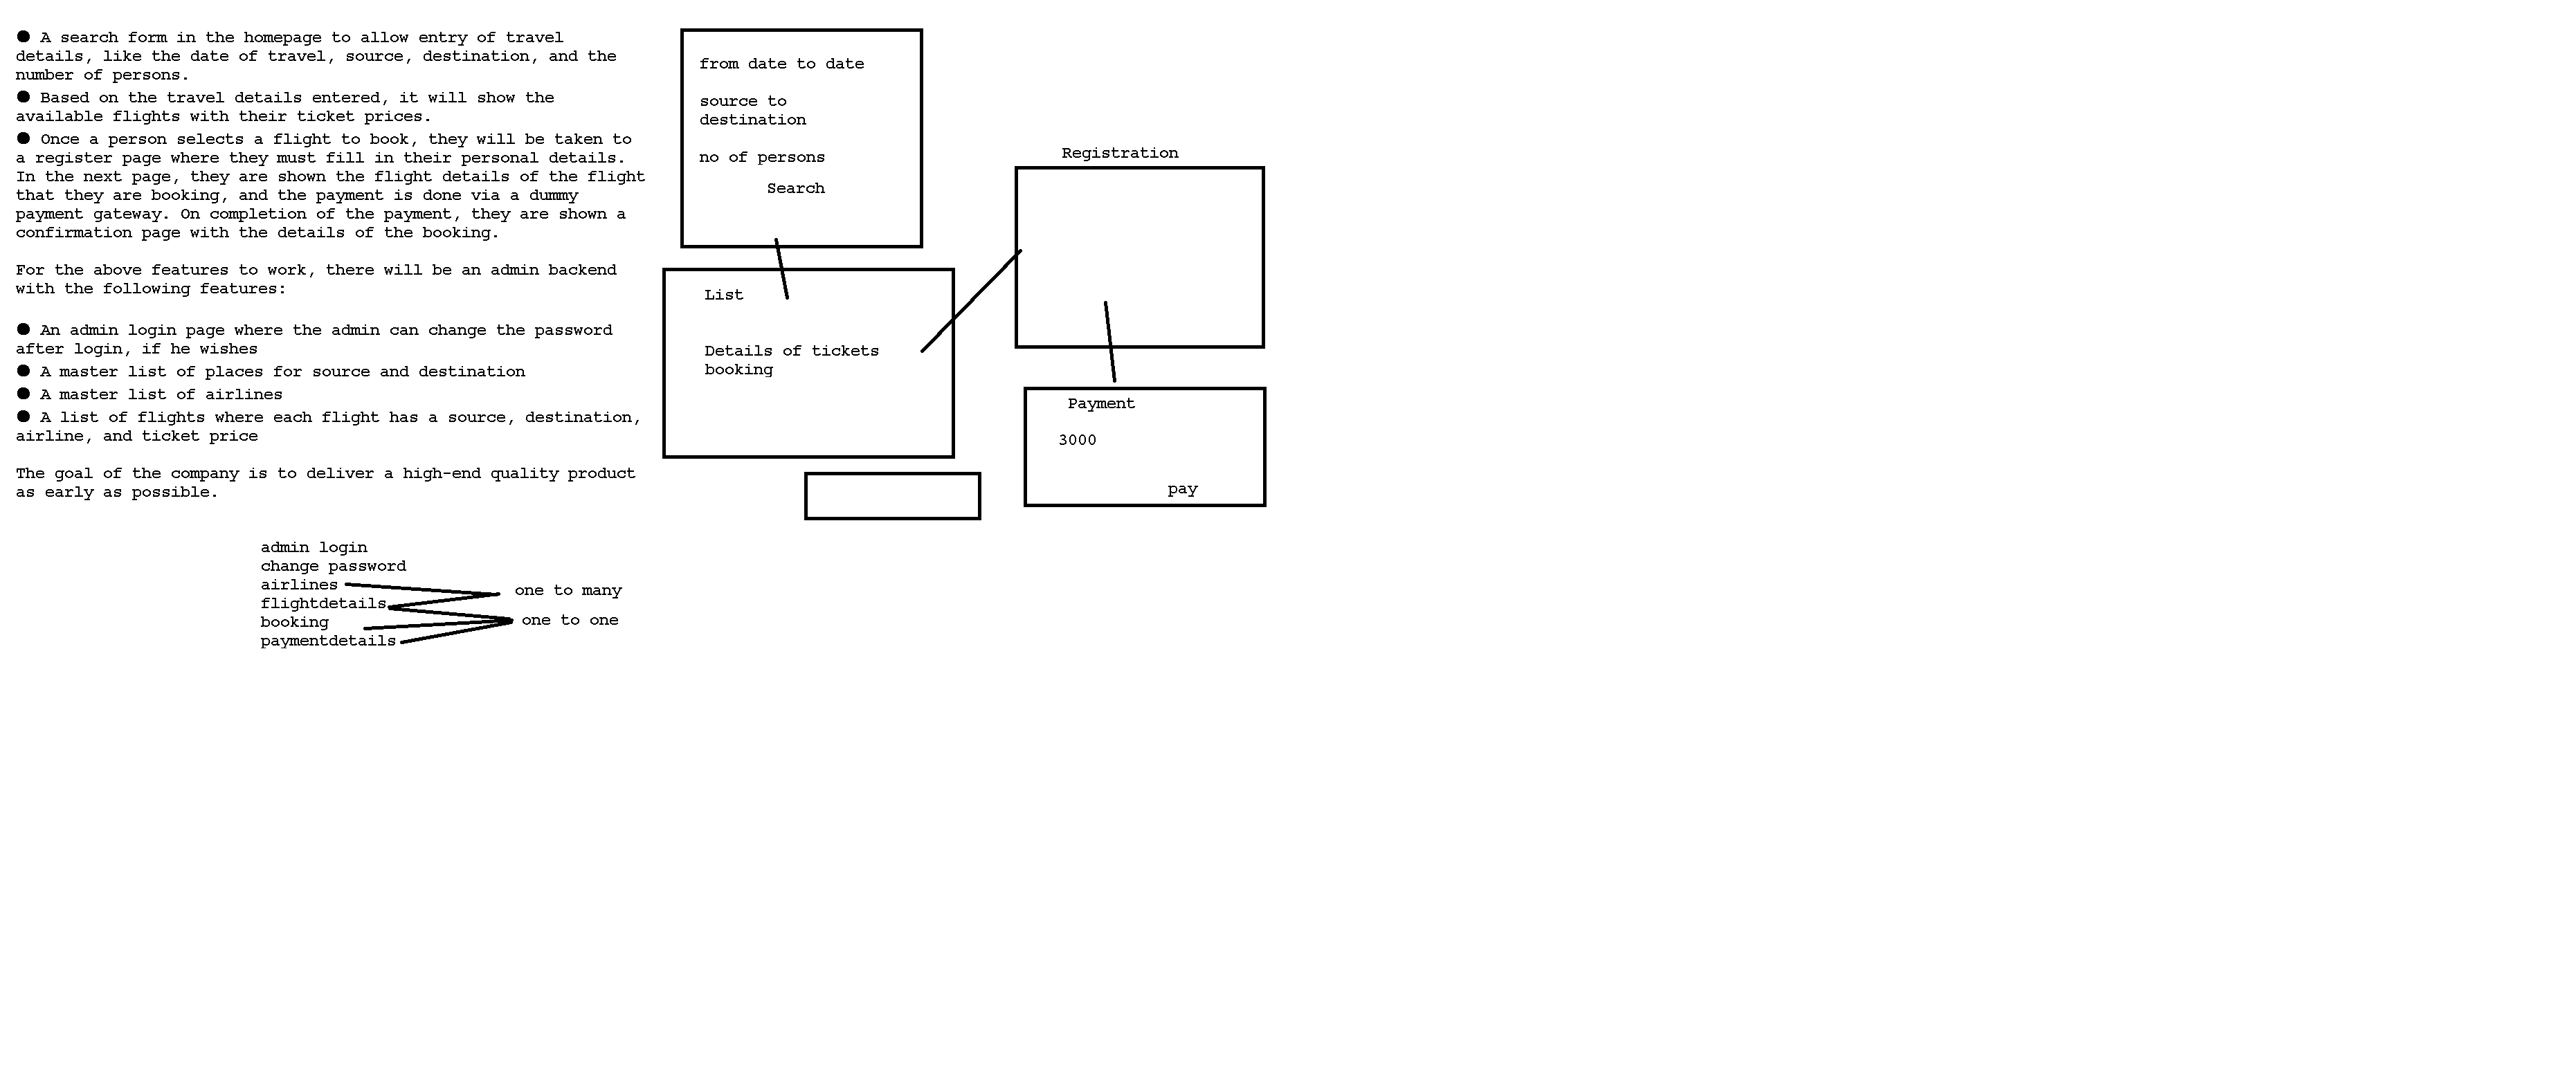 ● A search form in the homepage to allow entry of travel
details, like the date of travel, source, destination, and the
number of persons.
● Based on the travel details entered, it will show the
available flights with their ticket prices.
● Once a person selects a flight to book, they will be taken to
a register page where they must fill in their personal details.
In the next page, they are shown the flight details of the flight
that they are booking, and the payment is done via a dummy
payment gateway. On completion of the payment, they are shown a
confirmation page with the details of the booking.
For the above features to work, there will be an admin backend
with the following features:
● An admin login page where the admin can change the password
after login, if he wishes
● A master list of places for source and destination
● A master list of airlines
● A list of flights where each flight has a source, destination,
airline, and ticket price
The goal of the company is to deliver a high-end quality product
as early as possible.
admin login
change password
airlines
flightdetails
booking
paymentdetails
one to many
one to one
from date to date
source to
destination
no of persons
Search
List
Details of tickets
booking
Registration
Payment
3000
pay